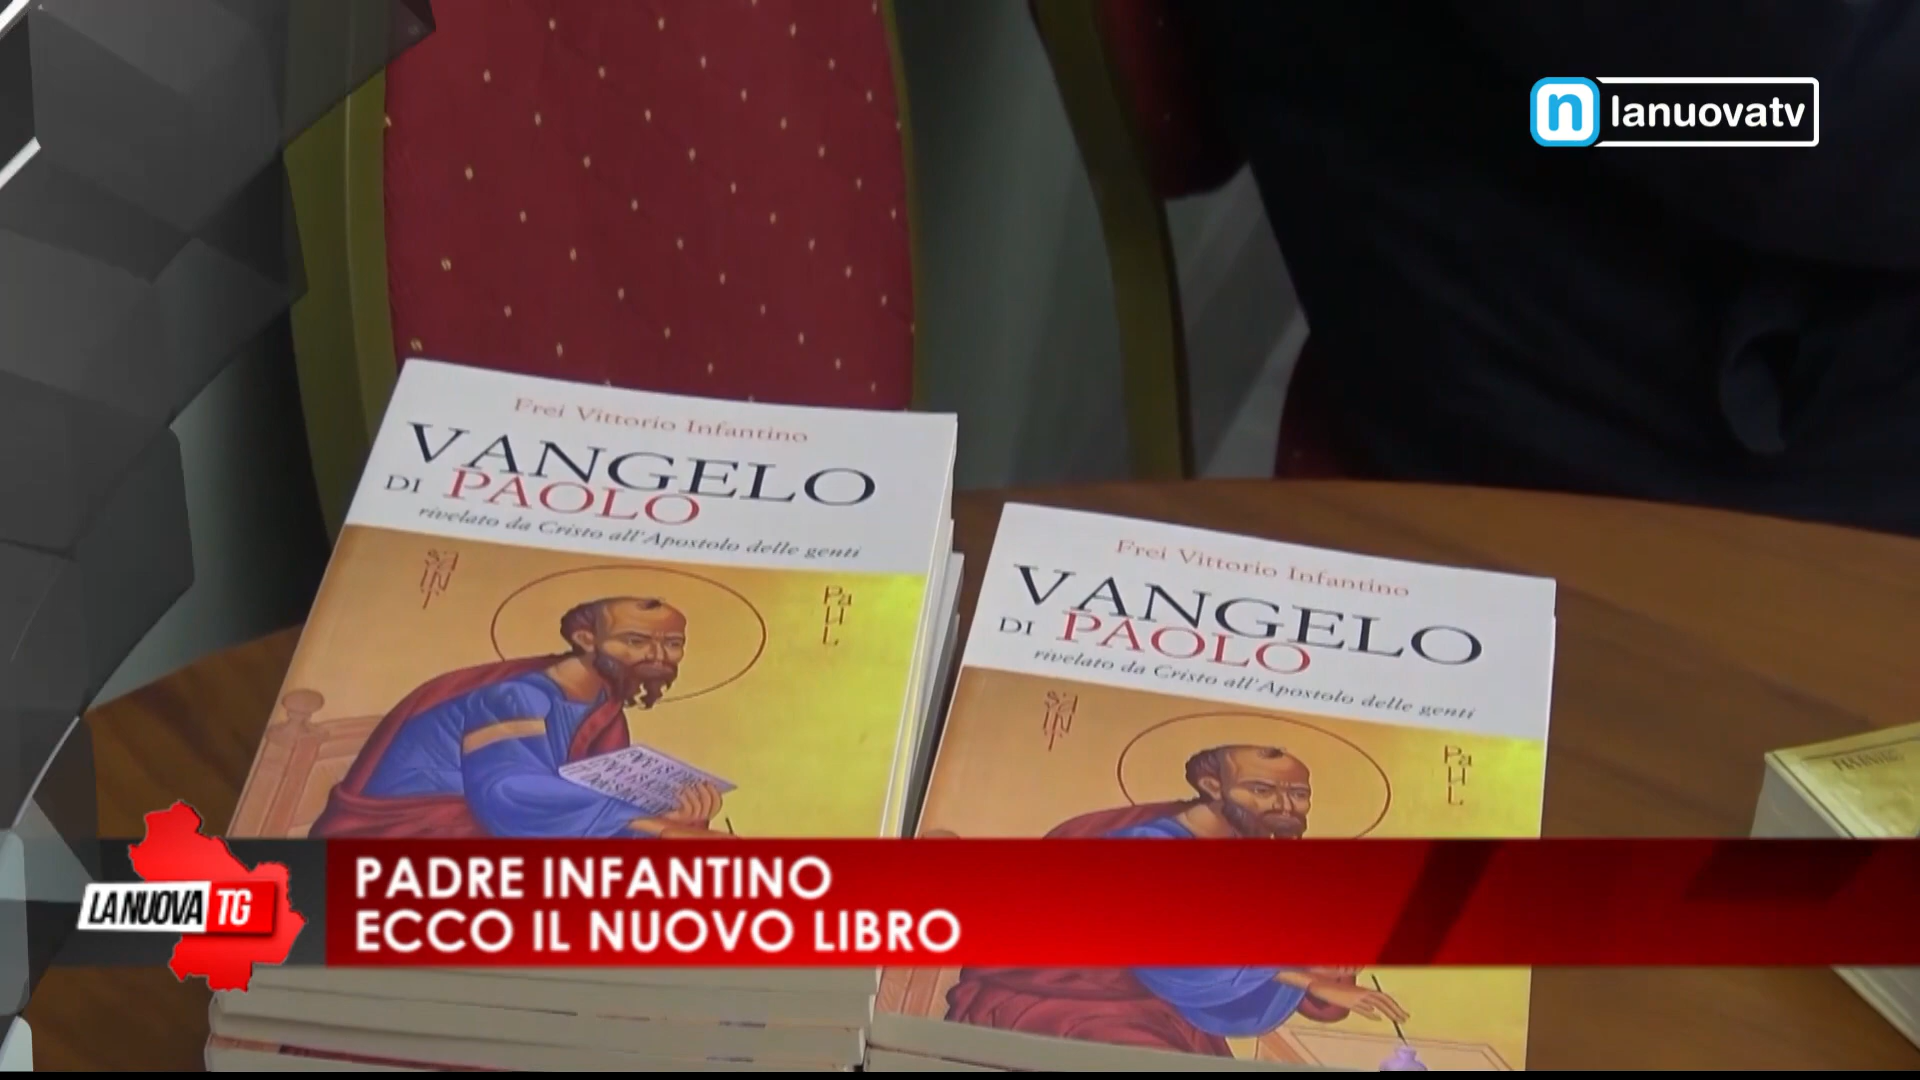 n lanuovatv
Frei Vittorio Infantino
VANGELO
DI PAOLO
rivelato da Cristo all'Apostolo delle genti
SAINT
PAUL
Frei Vittorio Infantino
VANGELO
DI PAOLO
rivelato da Cristo all'Apostolo delle genti
SAINT
PAUL
LA NUOVA TG
PADRE INFANTINO
ECCO IL NUOVO LIBRO